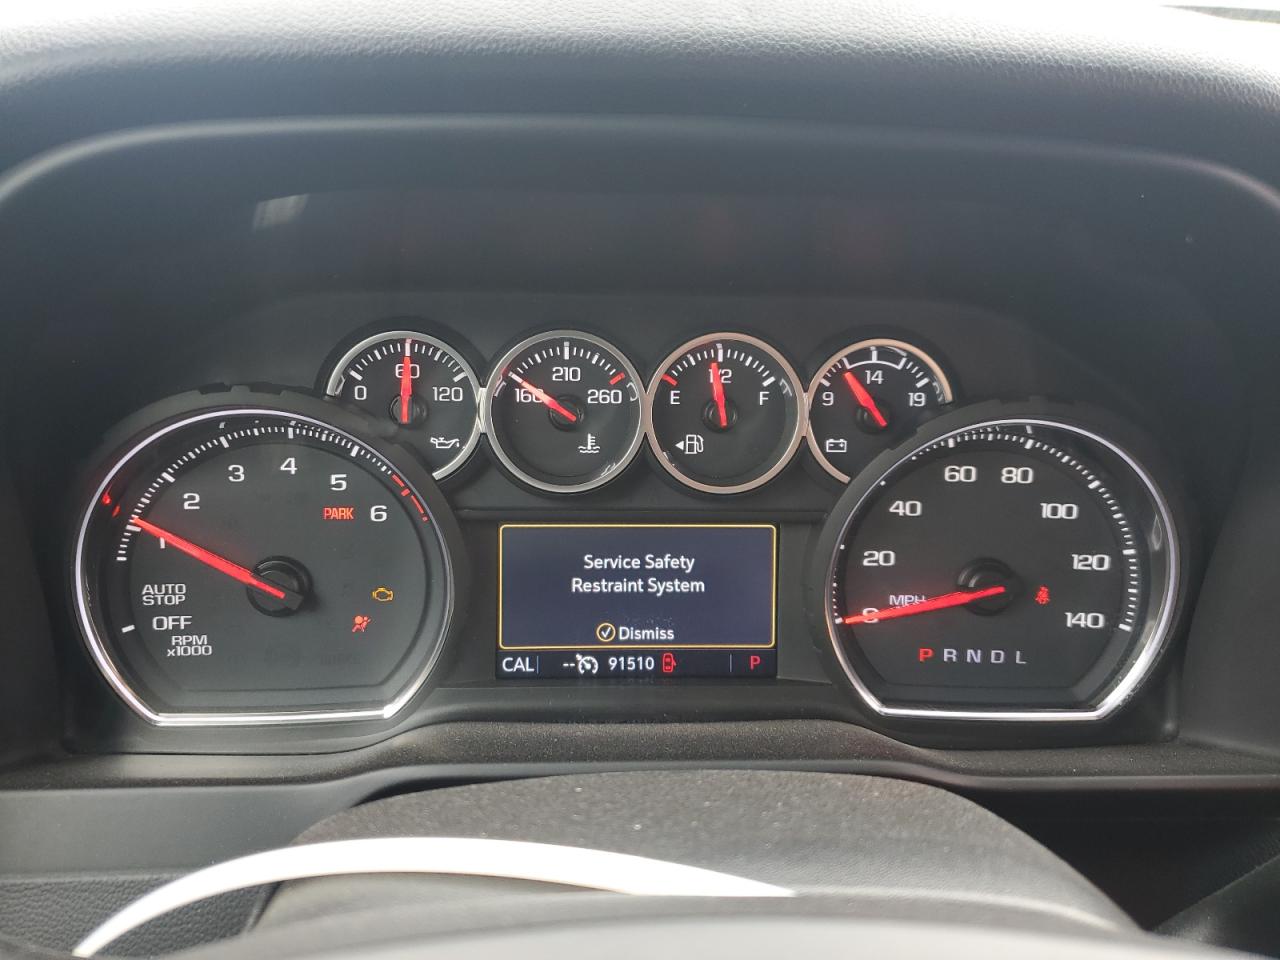 0 60 120
160 210 260
E 1/2 F
9 14 19
1 2 3 4 5 6
PARK
AUTO
STOP
OFF
RPM
x1000
Service Safety
Restraint System
Dismiss
CAL -- 91510 P
0 20 40 60 80 100 120 140
MPH
P R N D L